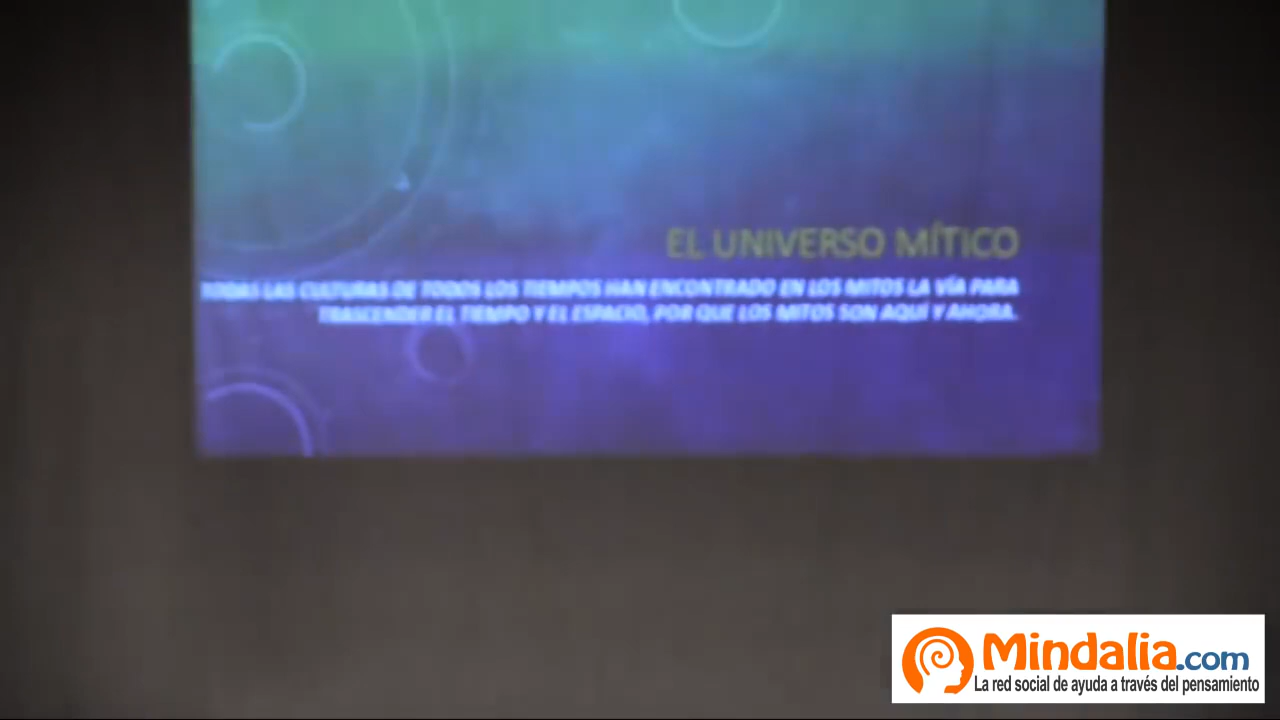 EL UNIVERSO MÍTICO
TODAS LAS CULTURAS DE TODOS LOS TIEMPOS HAN ENCONTRADO EN LOS MITOS LA VÍA PARA
TRASCENDER EL TIEMPO Y EL ESPACIO, POR QUE LOS MITOS SON AQUÍ Y AHORA.
Mindalia.com
La red social de ayuda a través del pensamiento